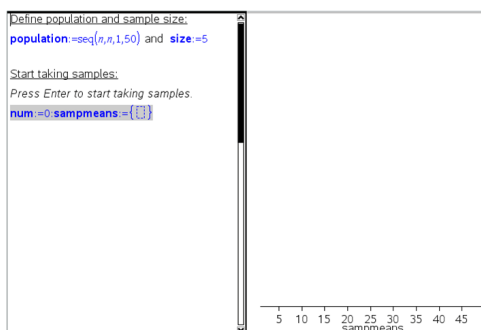 Define population and sample size:
population:=seq(n,n,1,50) and size:=5
Start taking samples:
Press Enter to start taking samples.
num:=0:sampmeans:={}
5 10 15 20 25 30 35 40 45
sampmeans